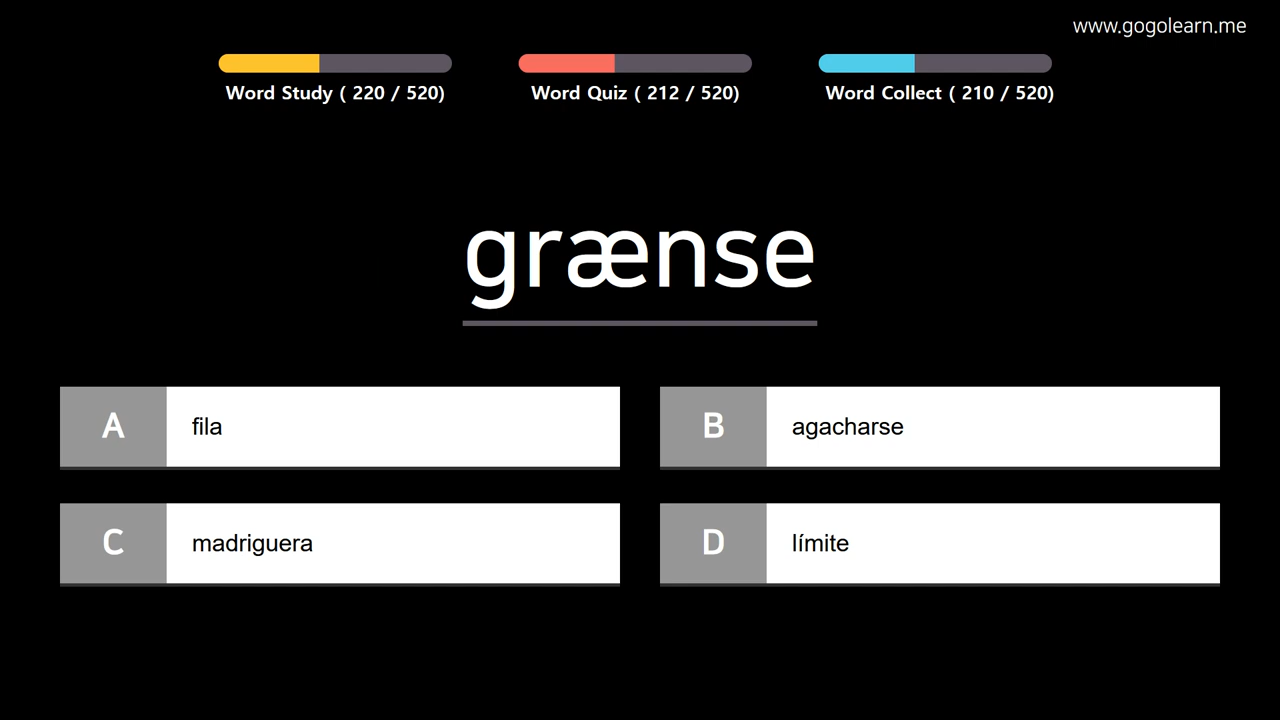 www.gogolearn.me
Word Study ( 220 / 520)
Word Quiz ( 212 / 520)
Word Collect ( 210 / 520)
grænse
A fila
B agacharse
C madriguera
D límite